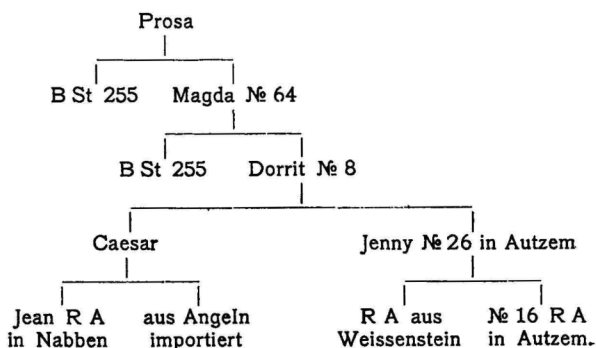 Prosa
B St 255 Magda № 64
B St 255 Dorrit № 8
Caesar Jenny № 26 in Autzem
Jean R A aus Angeln R A aus № 16 R A
in Nabben importiert Weissenstein in Autzem.